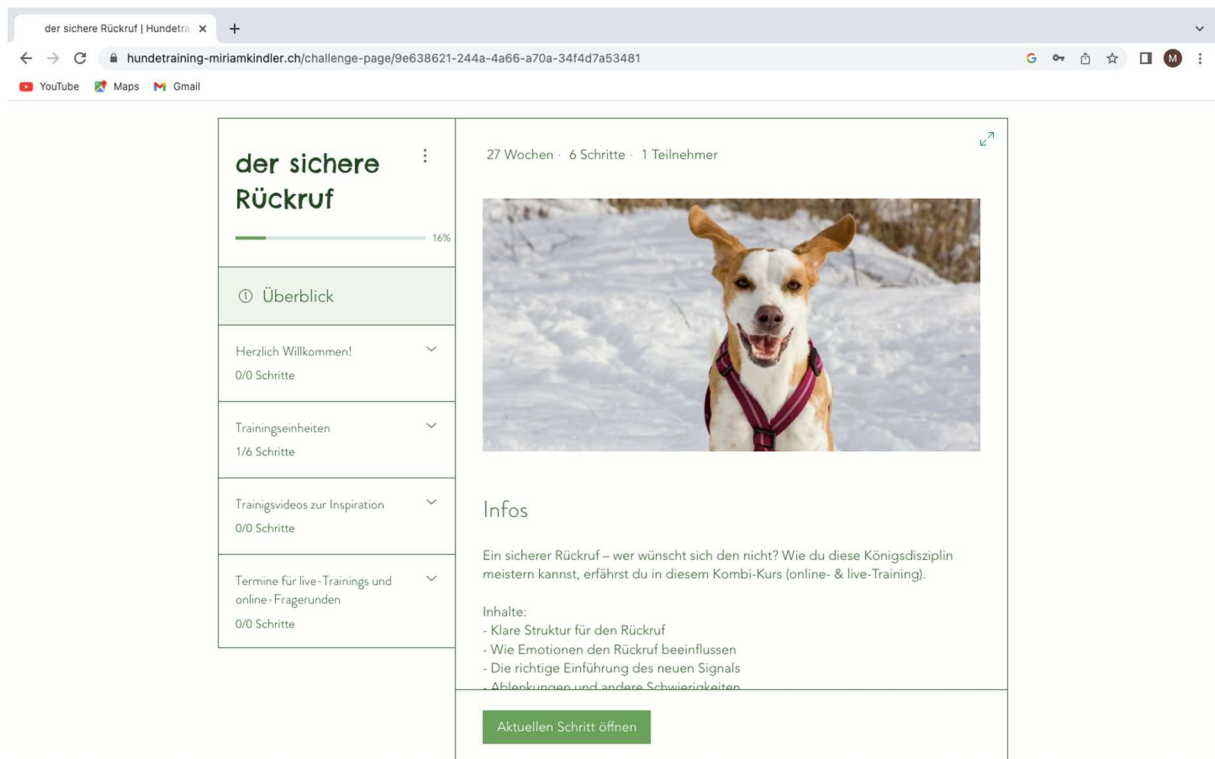 der sichere Rückruf | Hundetra
hundetraining-miriamkindler.ch/challenge-page/9e638621-244a-4a66-a70a-34f4d7a53481
M
YouTube
Maps
Gmail
der sichere
Rückruf
16%
Überblick
Herzlich Willkommen!
0/0 Schritte
Trainingseinheiten
1/6 Schritte
Trainigsvideos zur Inspiration
0/0 Schritte
Termine für live-Trainings und
online-Fragerunden
0/0 Schritte
27 Wochen · 6 Schritte · 1 Teilnehmer
Infos
Ein sicherer Rückruf – wer wünscht sich den nicht? Wie du diese Königsdisziplin
meistern kannst, erfährst du in diesem Kombi-Kurs (online- & live-Training).
Inhalte:
- Klare Struktur für den Rückruf
- Wie Emotionen den Rückruf beeinflussen
- Die richtige Einführung des neuen Signals
- Ablenkungen und andere Schwierigkeiten
Aktuellen Schritt öffnen